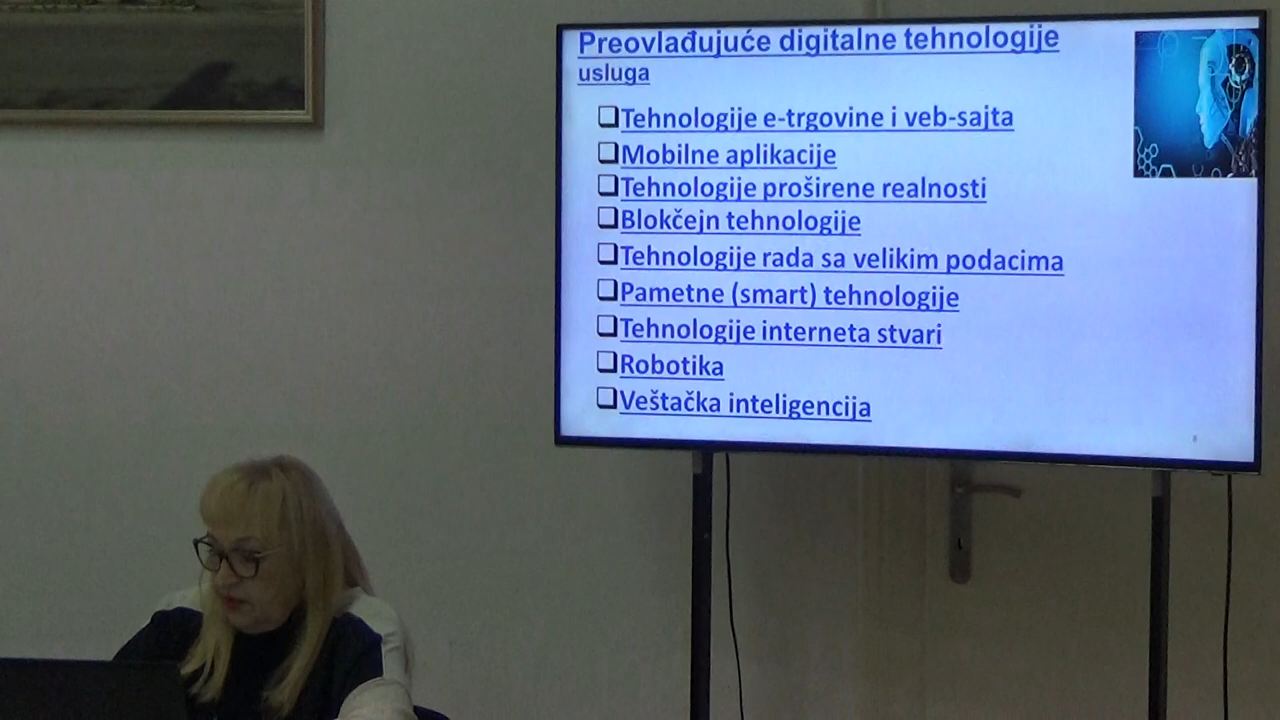 Preovlađujuće digitalne tehnologije
usluga
❑Tehnologije e-trgovine i veb-sajta
❑Mobilne aplikacije
❑Tehnologije proširene realnosti
❑Blokčejn tehnologije
❑Tehnologije rada sa velikim podacima
❑Pametne (smart) tehnologije
❑Tehnologije interneta stvari
❑Robotika
❑Veštačka inteligencija